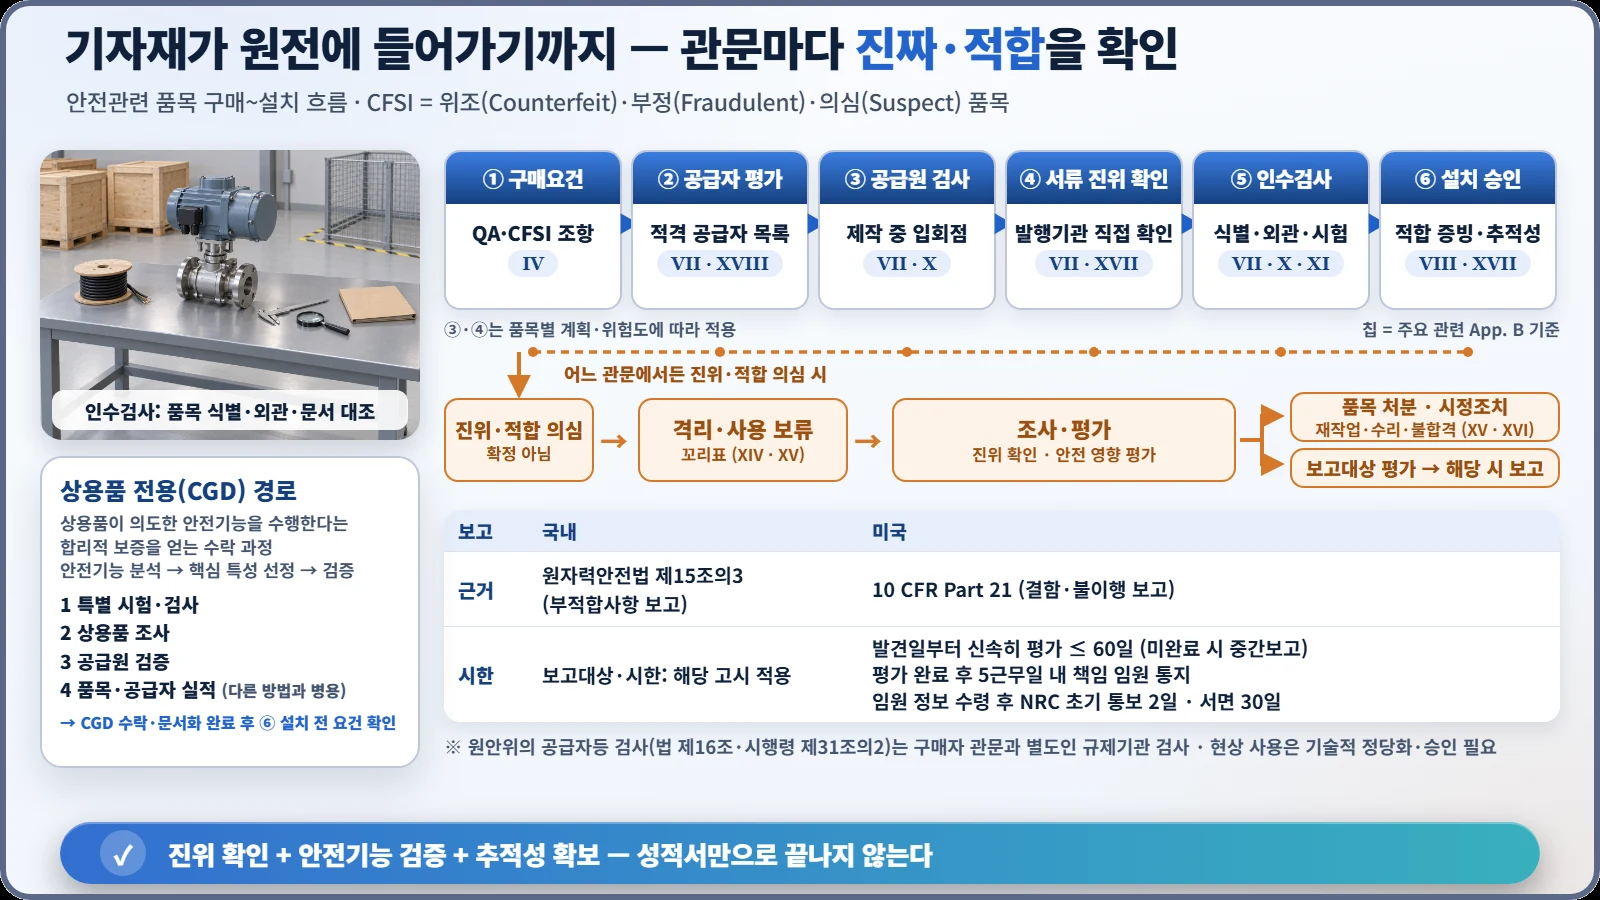 기자재가 원전에 들어가기까지 — 관문마다 진짜·적합을 확인
안전관련 품목 구매~설치 흐름 · CFSI = 위조(Counterfeit)·부정(Fraudulent)·의심(Suspect) 품목
인수검사: 품목 식별·외관·문서 대조
상용품 전용(CGD) 경로
상용품이 의도한 안전기능을 수행한다는
합리적 보증을 얻는 수락 과정
안전기능 분석 → 핵심 특성 선정 → 검증
1 특별 시험·검사
2 상용품 조사
3 공급원 검증
4 품목·공급자 실적 (다른 방법과 병용)
→ CGD 수락·문서화 완료 후 ⑥ 설치 전 요건 확인
① 구매요건
QA·CFSI 조항
IV
② 공급자 평가
적격 공급자 목록
VII · XVIII
③ 공급원 검사
제작 중 입회점
VII · X
④ 서류 진위 확인
발행기관 직접 확인
VII · XVII
⑤ 인수검사
식별·외관·시험
VII · X · XI
⑥ 설치 승인
적합 증빙·추적성
VIII · XVII
③·④는 품목별 계획·위험도에 따라 적용
칩 = 주요 관련 App. B 기준
어느 관문에서든 진위·적합 의심 시
진위·적합 의심
확정 아님
격리·사용 보류
꼬리표 (XIV · XV)
조사·평가
진위 확인 · 안전 영향 평가
품목 처분 · 시정조치
재작업·수리·불합격 (XV · XVI)
보고대상 평가 → 해당 시 보고
보고 국내 미국
근거
원자력안전법 제15조의3
(부적합사항 보고)
10 CFR Part 21 (결함·불이행 보고)
시한
보고대상·시한: 해당 고시 적용
발견일부터 신속히 평가 ≤ 60일 (미완료 시 중간보고)
평가 완료 후 5근무일 내 책임 임원 통지
임원 정보 수령 후 NRC 초기 통보 2일 · 서면 30일
※ 원안위의 공급자등 검사(법 제16조·시행령 제31조의2)는 구매자 관문과 별도인 규제기관 검사 · 현상 사용은 기술적 정당화·승인 필요
✓ 진위 확인 + 안전기능 검증 + 추적성 확보 — 성적서만으로 끝나지 않는다